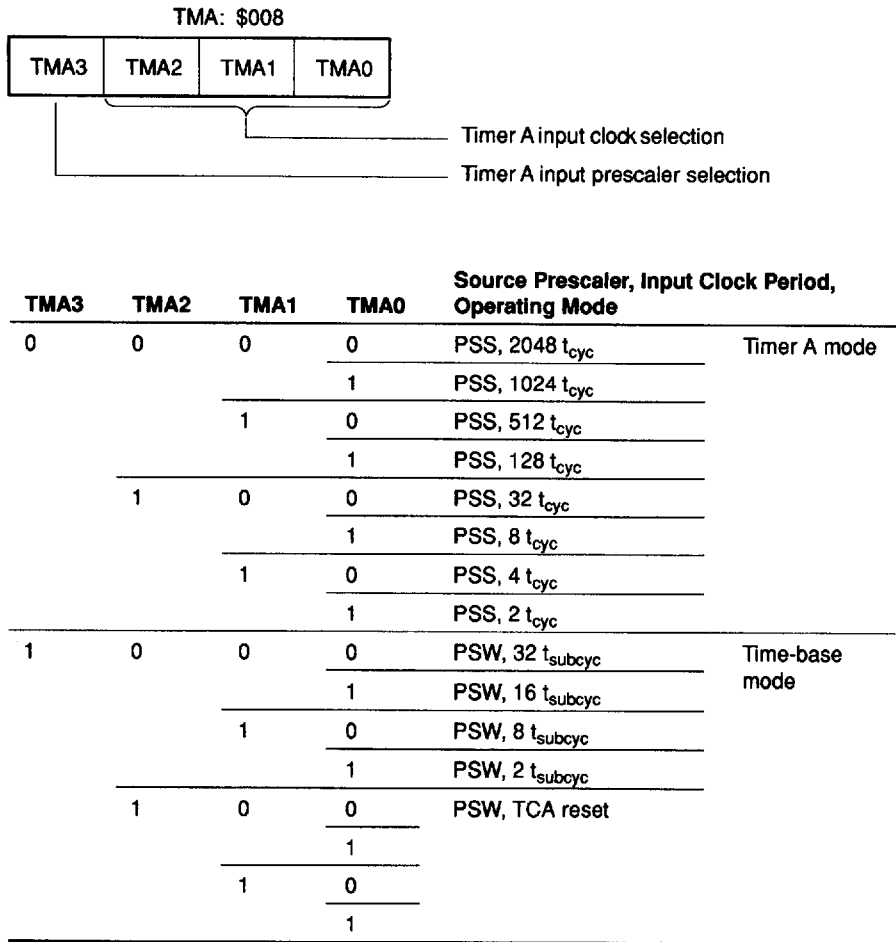 TMA: $008
TMA3 TMA2 TMA1 TMA0
Timer A input clock selection
Timer A input prescaler selection
Source Prescaler, Input Clock Period,
TMA3 TMA2 TMA1 TMA0 Operating Mode
0 0 0 0 PSS, 2048 tcyc Timer A mode
1 PSS, 1024 tcyc
1 0 PSS, 512 tcyc
1 PSS, 128 tcyc
1 0 0 PSS, 32 tcyc
1 PSS, 8 tcyc
1 0 PSS, 4 tcyc
1 PSS, 2 tcyc
1 0 0 0 PSW, 32 tsubcyc Time-base
1 PSW, 16 tsubcyc mode
1 0 PSW, 8 tsubcyc
1 PSW, 2 tsubcyc
1 0 0 PSW, TCA reset
1
1 0
1